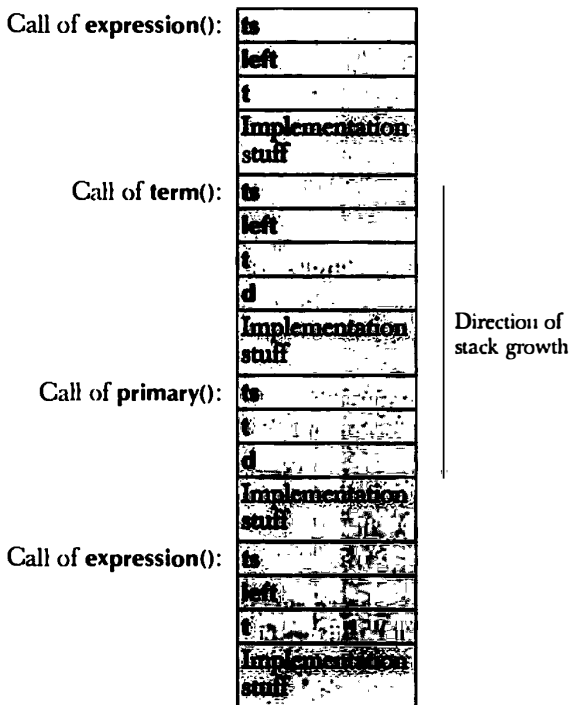 Call of expression(): ts
left
t
Implementation
stuff
Call of term(): ts
left
t
d
Implementation
stuff
Direction of
stack growth
Call of primary(): ts
t
d
Implementation
stuff
Call of expression(): ts
left
t
Implementation
stuff